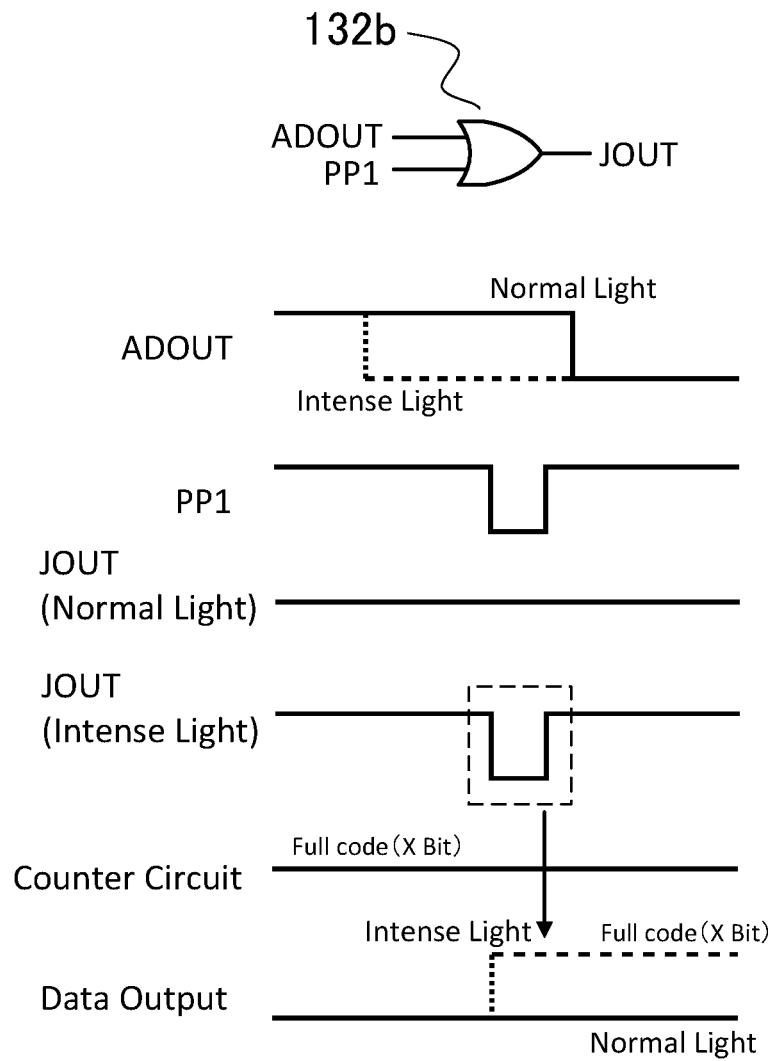 132b
ADOUT
PP1
JOUT
Normal Light
ADOUT
Intense Light
PP1
JOUT
(Normal Light)
JOUT
(Intense Light)
Full code(X Bit)
Counter Circuit
Intense Light
Full code(X Bit)
Data Output
Normal Light